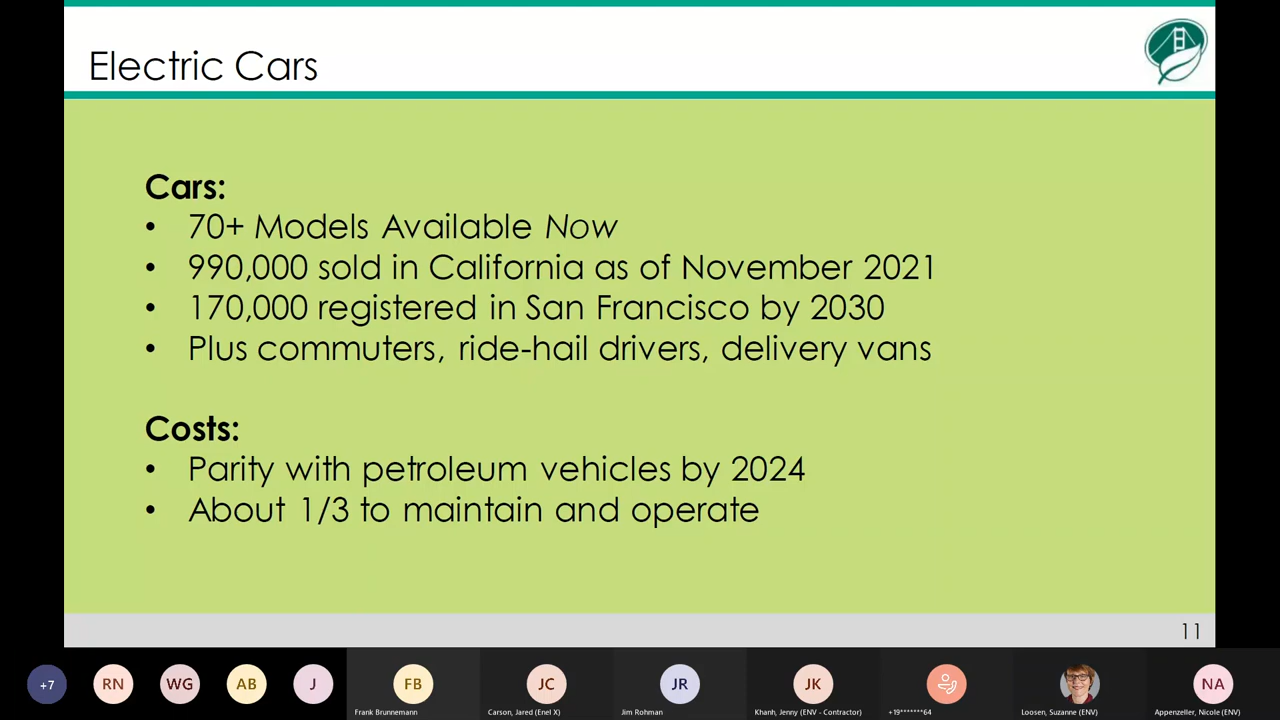 Electric Cars
Cars:
• 70+ Models Available Now
• 990,000 sold in California as of November 2021
• 170,000 registered in San Francisco by 2030
• Plus commuters, ride-hail drivers, delivery vans
Costs:
• Parity with petroleum vehicles by 2024
• About 1/3 to maintain and operate
11
+7 RN WG AB J FB JC JR JK NA
Frank Brunnemann Carson, Jared (Enel X) Jim Rohman Khanh, Jenny (ENV - Contractor) +19*******64 Loosen, Suzanne (ENV) Appenzeller, Nicole (ENV)